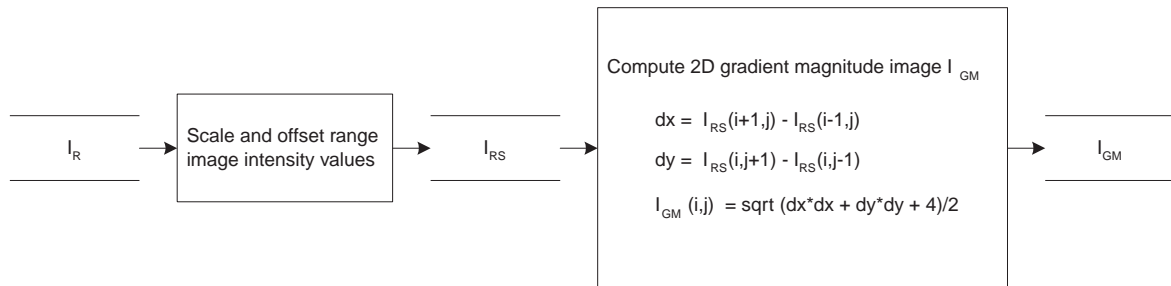 I_R
Scale and offset range
image intensity values
I_RS
Compute 2D gradient magnitude image I_GM
dx = I_RS(i+1,j) - I_RS(i-1,j)
dy = I_RS(i,j+1) - I_RS(i,j-1)
I_GM (i,j) = sqrt (dx*dx + dy*dy + 4)/2
I_GM